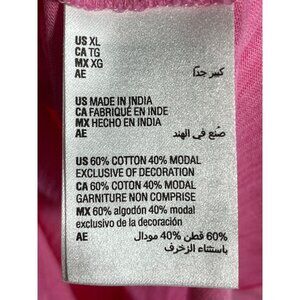 US XL
CA TG
MX XG
AE كبير جدًا
US MADE IN INDIA
CA FABRIQUÉ EN INDE
MX HECHO EN INDIA
AE صنع في الهند
US 60% COTTON 40% MODAL
EXCLUSIVE OF DECORATION
CA 60% COTON 40% MODAL
GARNITURE NON COMPRISE
MX 60% algodón 40% modal
exclusivo de la decoración
AE 60% قطن 40% مودال
باستثناء الزخرف